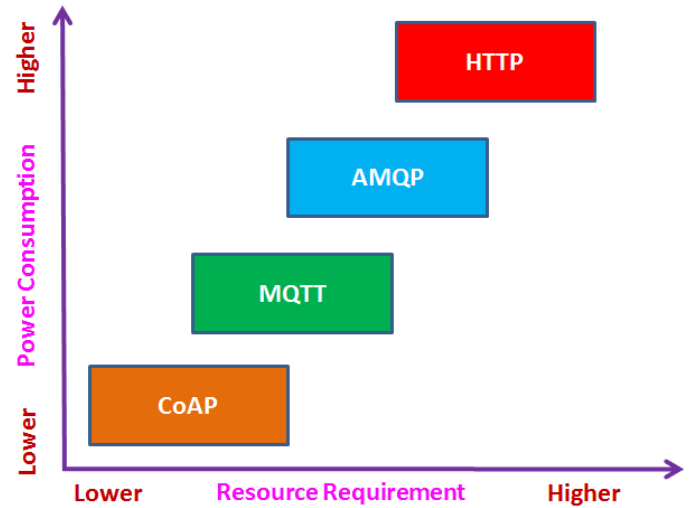 Higher
HTTP
Power Consumption
AMQP
MQTT
CoAP
Lower
Lower
Resource Requirement
Higher